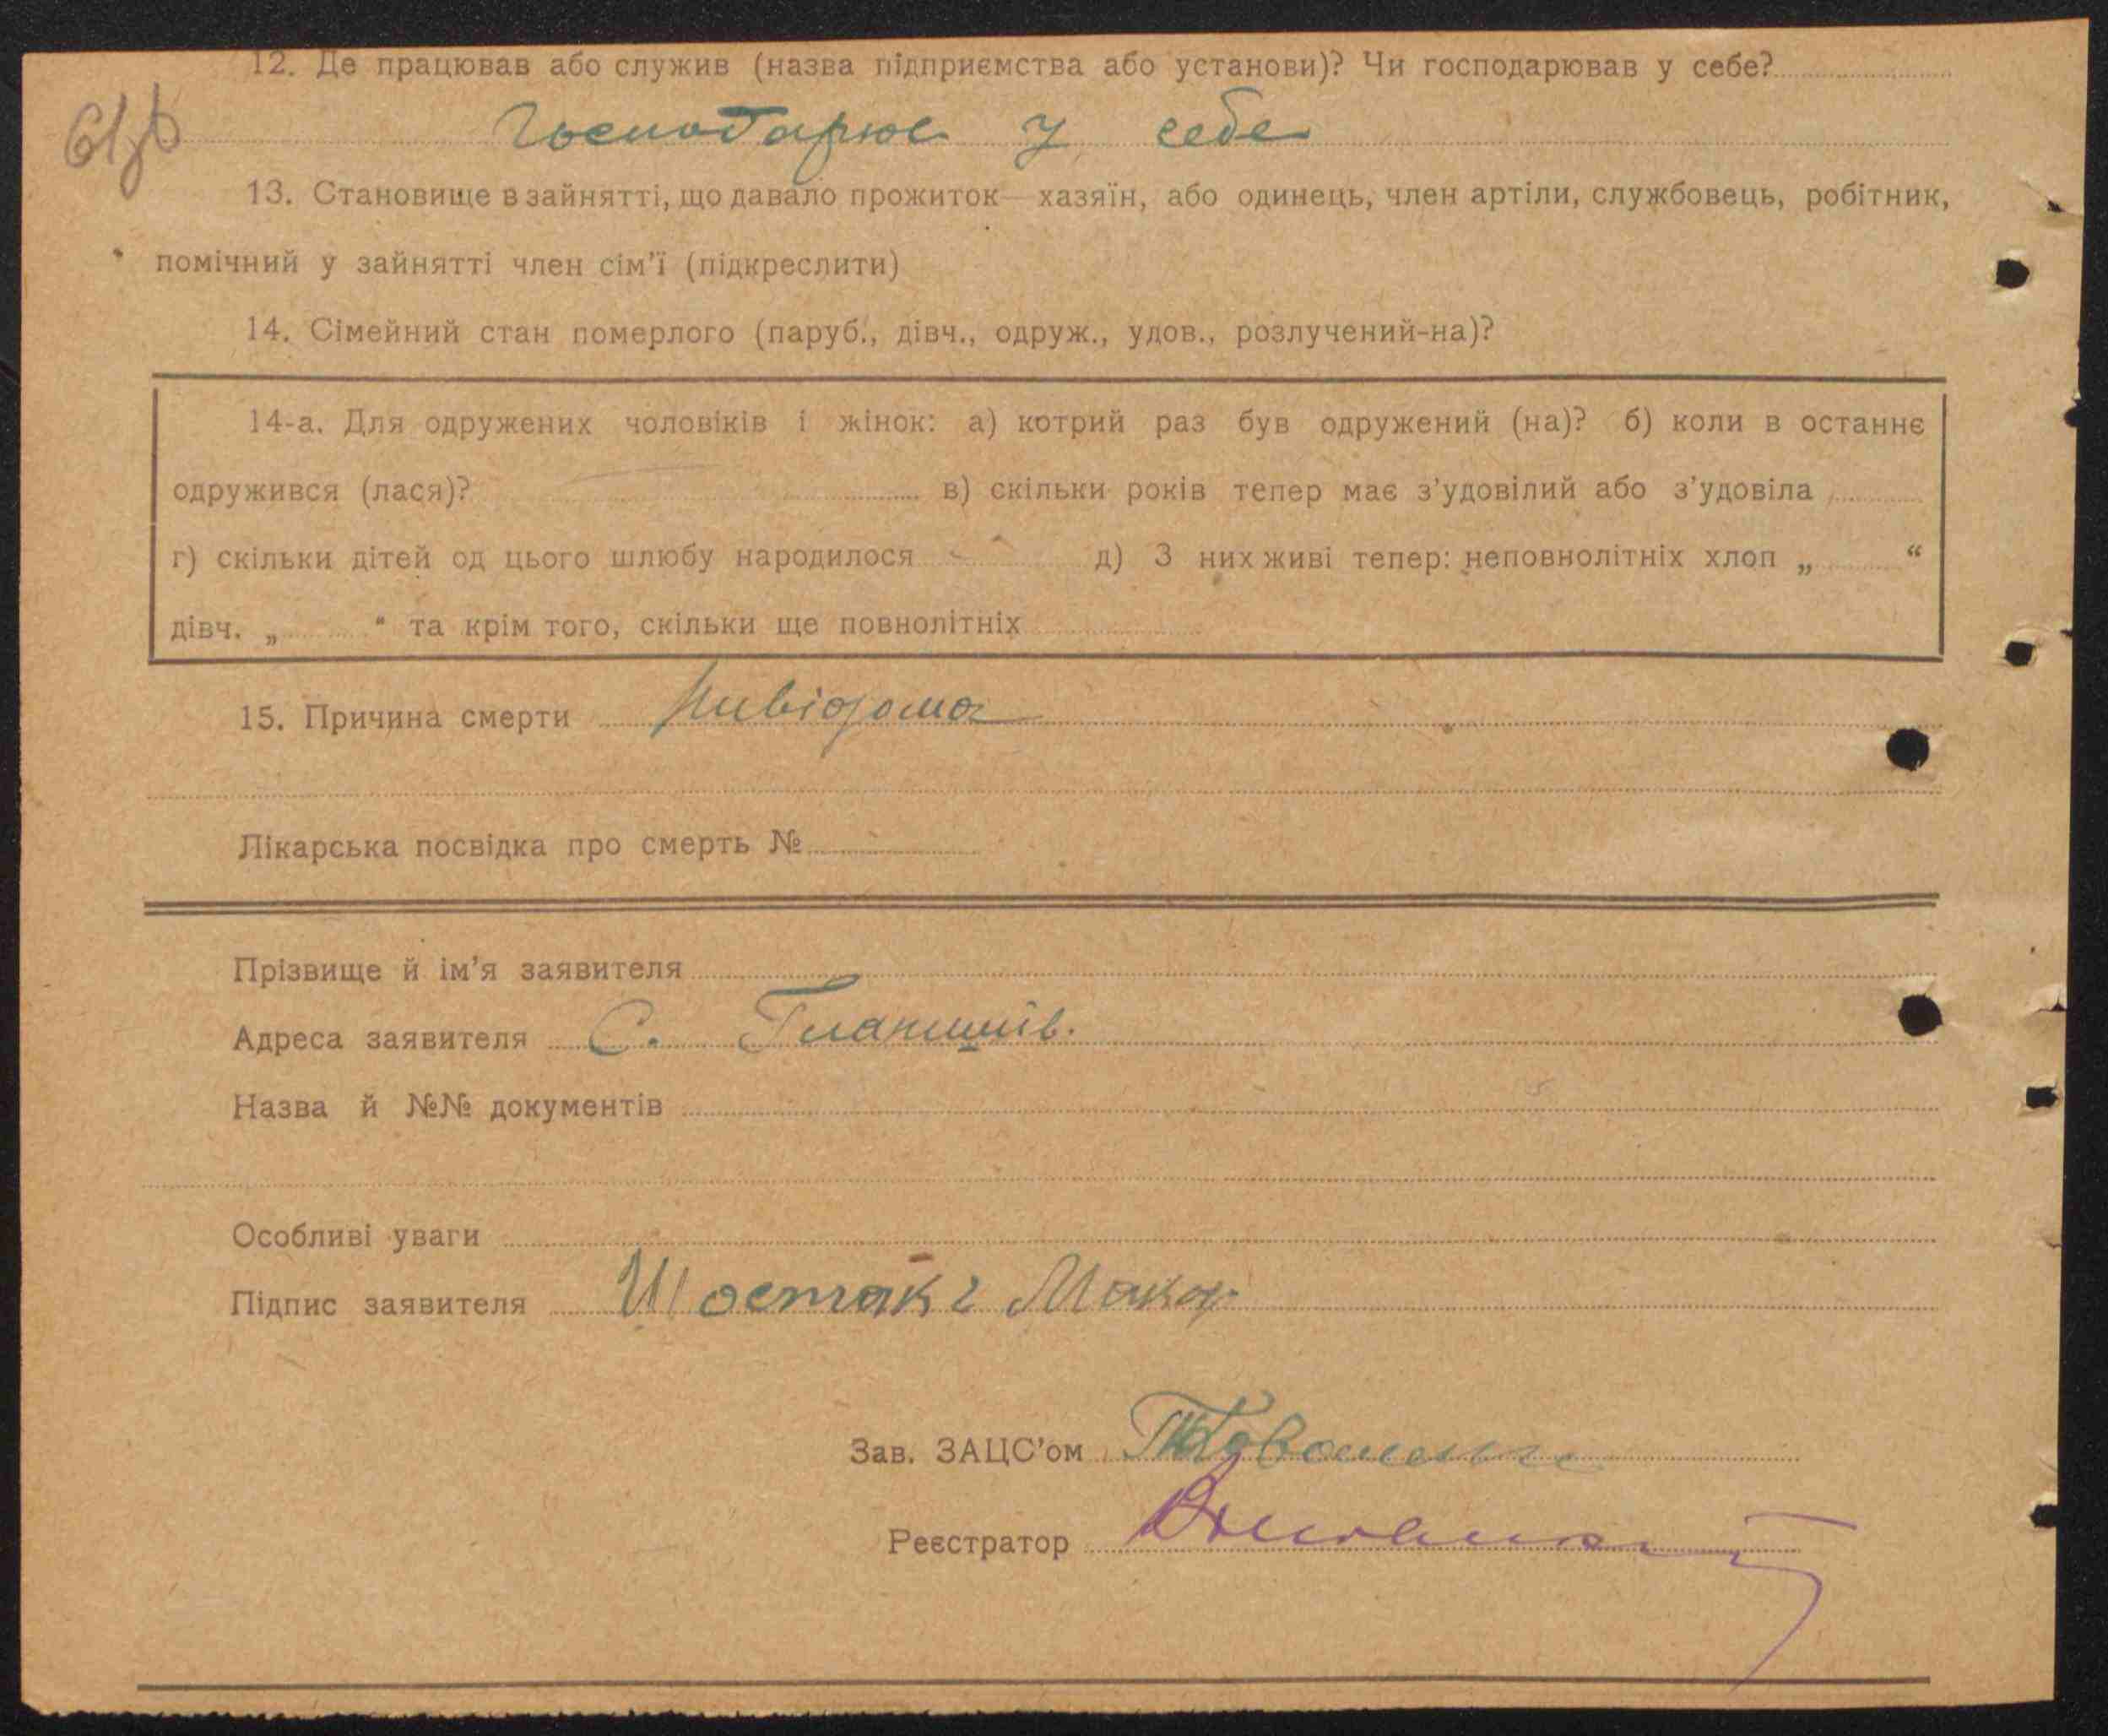 12. Де працював або служив (назва підприємства або установи)? Чи господарював у себе?
Господарює у себе
13. Становище в зайнятті, що давало прожиток — хазяїн, або одинець, член артіли, службовець, робітник,
помічний у зайнятті член сім'ї (підкреслити)
14. Сімейний стан померлого (паруб., дівч., одруж., удов., розлучений-на)?
14-а. Для одружених чоловіків і жінок: а) котрий раз був одружений (на)? б) коли в останнє
одружився (лася)? в) скільки років тепер має з'удовілий або з'удовіла
г) скільки дітей од цього шлюбу народилося д) З них живі тепер: неповнолітніх хлоп „ “
дівч. „ “ та крім того, скільки ще повнолітніх
15. Причина смерти Нивідома
Лікарська посвідка про смерть №
Прізвище й ім'я заявителя
Адреса заявителя С.
Назва й №№ документів
Особливі уваги
Підпис заявителя Шостак Макар
Зав. ЗАЦС'ом
Реєстратор